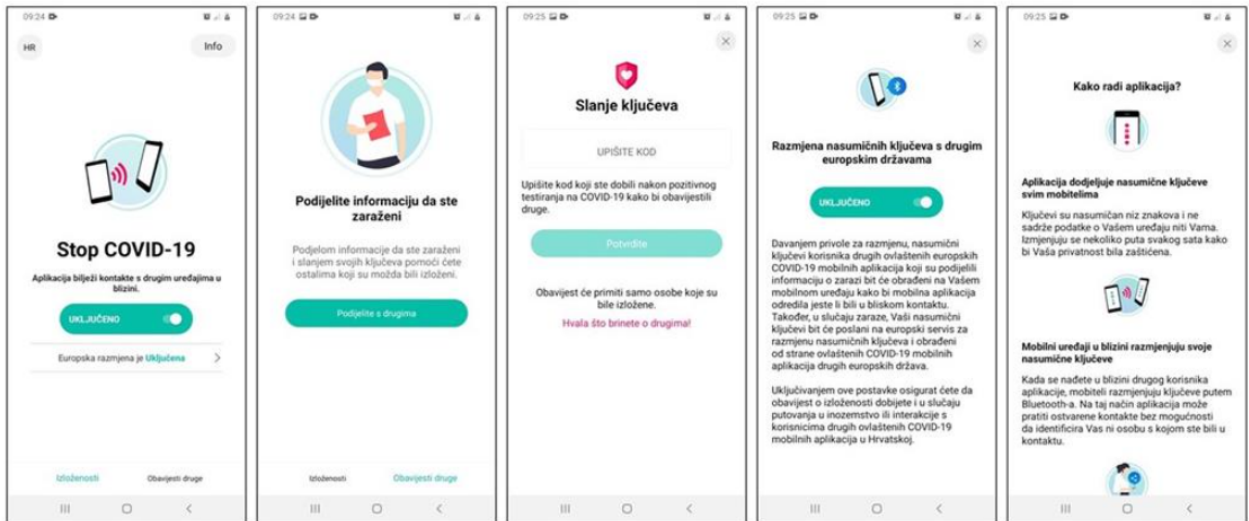 09:24
HR
Info
Stop COVID-19
Aplikacija bilježi kontakte s drugim uređajima u
blizini.
UKLJUČENO
Europska razmjena je Uključena
Izloženosti
Obavijesti druge
09:24
Podijelite informaciju da ste
zaraženi
Podjelom informacije da ste zaraženi
i slanjem svojih ključeva pomoći ćete
ostalima koji su možda bili izloženi.
Podijelite s drugima
Izloženosti
Obavijesti druge
09:25
Slanje ključeva
UPIŠITE KOD
Upišite kod koji ste dobili nakon pozitivnog
testiranja na COVID-19 kako bi obavijestili
druge.
Potvrdite
Obavijest će primiti samo osobe koje su
bile izložene.
Hvala što brinete o drugima!
09:25
Razmjena nasumičnih ključeva s drugim
europskim državama
UKLJUČENO
Davanjem privole za razmjenu, nasumični
ključevi korisnika drugih ovlaštenih europskih
COVID-19 mobilnih aplikacija koji su podijelili
informaciju o zarazi bit će obrađeni na Vašem
mobilnom uređaju kako bi mobilna aplikacija
odredila jeste li bili u bliskom kontaktu.
Također, u slučaju zaraze, Vaši nasumični
ključevi bit će poslani na europski servis za
razmjenu nasumičnih ključeva i obrađeni
od strane ovlaštenih COVID-19 mobilnih
aplikacija drugih europskih država.
Uključivanjem ove postavke osigurat ćete da
obavijest o izloženosti dobijete i u slučaju
putovanja u inozemstvo ili interakcije s
korisnicima drugih ovlaštenih COVID-19
mobilnih aplikacija u Hrvatskoj.
09:25
Kako radi aplikacija?
Aplikacija dodjeljuje nasumične ključeve
svim mobitelima
Ključevi su nasumičan niz znakova i ne
sadrže podatke o Vašem uređaju niti Vama.
Izmjenjuju se nekoliko puta svakog sata kako
bi Vaša privatnost bila zaštićena.
Mobilni uređaji u blizini razmjenjuju svoje
nasumične ključeve
Kada se nađete u blizini drugog korisnika
aplikacije, mobiteli razmjenjuju ključeve putem
Bluetooth-a. Na taj način aplikacija može
pratiti ostvarene kontakte bez mogućnosti
da identificira Vas ni osobu s kojom ste bili u
kontaktu.